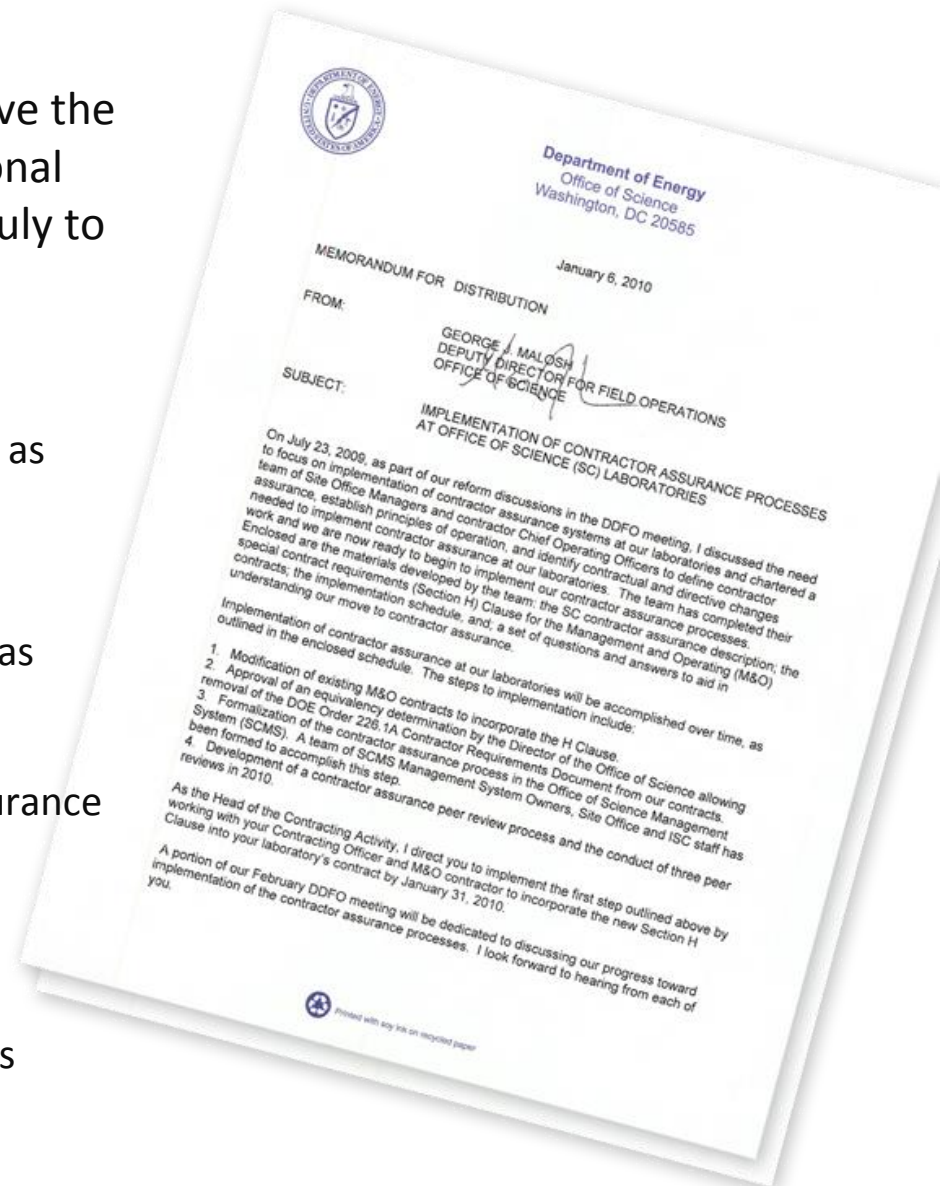 ve the
onal
uly to
as
as
urance
s
DEPARTMENT OF ENERGY
UNITED STATES OF AMERICA
Department of Energy
Office of Science
Washington, DC 20585
January 6, 2010
MEMORANDUM FOR DISTRIBUTION
FROM:
GEORGE J. MALOSH
DEPUTY DIRECTOR FOR FIELD OPERATIONS
OFFICE OF SCIENCE
SUBJECT:
IMPLEMENTATION OF CONTRACTOR ASSURANCE PROCESSES
AT OFFICE OF SCIENCE (SC) LABORATORIES
On July 23, 2009, as part of our reform discussions in the DDFO meeting, I discussed the need
to focus on implementation of contractor assurance systems at our laboratories and chartered a
team of Site Office Managers and contractor Chief Operating Officers to define contractor
assurance, establish principles of operation, and identify contractual and directive changes
needed to implement contractor assurance at our laboratories. The team has completed their
work and we are now ready to begin to implement our contractor assurance processes.
Enclosed are the materials developed by the team: the SC contractor assurance description; the
special contract requirements (Section H) Clause for the Management and Operating (M&O)
contracts; the implementation schedule, and; a set of questions and answers to aid in
understanding our move to contractor assurance.
Implementation of contractor assurance at our laboratories will be accomplished over time, as
outlined in the enclosed schedule. The steps to implementation include;
1. Modification of existing M&O contracts to incorporate the H Clause.
2. Approval of an equivalency determination by the Director of the Office of Science allowing
removal of the DOE Order 226.1A Contractor Requirements Document from our contracts.
3. Formalization of the contractor assurance process in the Office of Science Management
System (SCMS). A team of SCMS Management System Owners, Site Office and ISC staff has
been formed to accomplish this step.
4. Development of a contractor assurance peer review process and the conduct of three peer
reviews in 2010.
As the Head of the Contracting Activity, I direct you to implement the first step outlined above by
working with your Contracting Officer and M&O contractor to incorporate the new Section H
Clause into your laboratory's contract by January 31, 2010.
A portion of our February DDFO meeting will be dedicated to discussing our progress toward
implementation of the contractor assurance processes. I look forward to hearing from each of
you.
Printed with soy ink on recycled paper